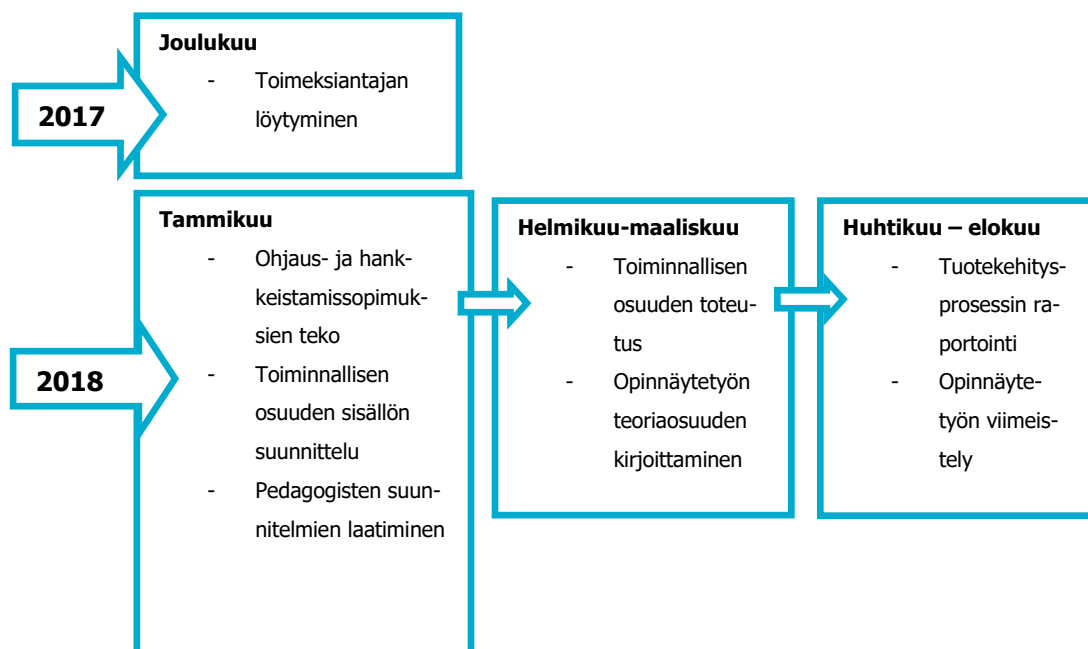 2017
Joulukuu
- Toimeksiantajan
löytyminen
2018
Tammikuu
- Ohjaus- ja hank-
keistamissopimuk-
sien teko
- Toiminnallisen
osuuden sisällön
suunnittelu
- Pedagogisten suun-
nitelmien laatiminen
Helmikuu-maaliskuu
- Toiminnallisen
osuuden toteu-
tus
- Opinnäytetyön
teoriaosuuden
kirjoittaminen
Huhtikuu – elokuu
- Tuotekehitys-
prosessin ra-
portointi
- Opinnäyte-
työn viimeis-
tely